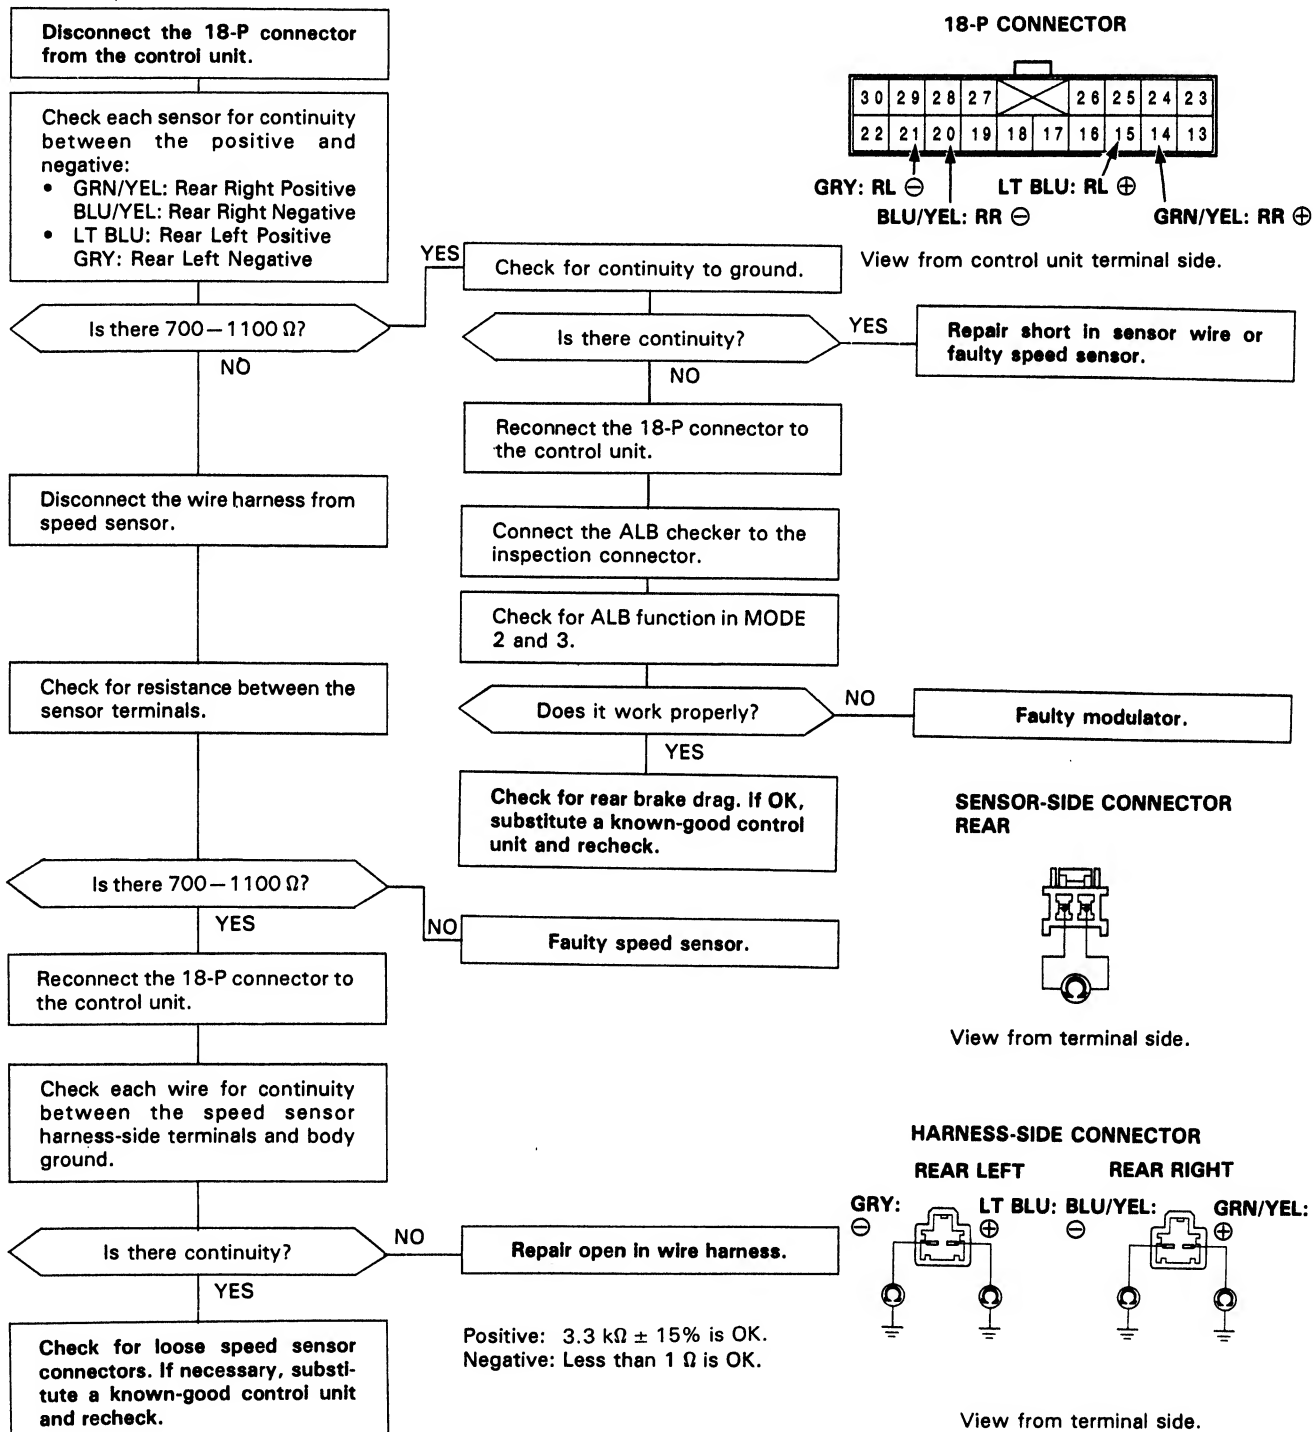 Disconnect the 18-P connector
from the control unit.
Check each sensor for continuity
between the positive and
negative:
• GRN/YEL: Rear Right Positive
BLU/YEL: Rear Right Negative
• LT BLU: Rear Left Positive
GRY: Rear Left Negative
Is there 700—1100 Ω?
YES
NO
Disconnect the wire harness from
speed sensor.
Check for resistance between the
sensor terminals.
Is there 700—1100 Ω?
YES
NO
Faulty speed sensor.
Reconnect the 18-P connector to
the control unit.
Check each wire for continuity
between the speed sensor
harness-side terminals and body
ground.
Is there continuity?
NO
Repair open in wire harness.
YES
Check for loose speed sensor
connectors. If necessary, substi-
tute a known-good control unit
and recheck.
Check for continuity to ground.
Is there continuity?
YES
Repair short in sensor wire or
faulty speed sensor.
NO
Reconnect the 18-P connector to
the control unit.
Connect the ALB checker to the
inspection connector.
Check for ALB function in MODE
2 and 3.
Does it work properly?
NO
Faulty modulator.
YES
Check for rear brake drag. If OK,
substitute a known-good control
unit and recheck.
Positive: 3.3 kΩ ± 15% is OK.
Negative: Less than 1 Ω is OK.
18-P CONNECTOR
30 29 28 27 26 25 24 23
22 21 20 19 18 17 16 15 14 13
GRY: RL ⊖ LT BLU: RL ⊕
BLU/YEL: RR ⊖ GRN/YEL: RR ⊕
View from control unit terminal side.
SENSOR-SIDE CONNECTOR
REAR
Ω
View from terminal side.
HARNESS-SIDE CONNECTOR
REAR LEFT REAR RIGHT
GRY: LT BLU: BLU/YEL: GRN/YEL:
⊖ ⊕ ⊖ ⊕
Ω Ω Ω Ω
View from terminal side.